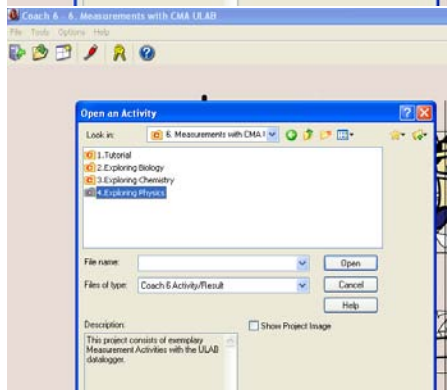 Coach 6 - 6. Measurements with CMA ULAB
File Tools Options Help
Open an Activity
Look in: 6. Measurements with CMA
1.Tutorial
2.Exploring Biology
3.Exploring Chemistry
4.Exploring Physics
File name: Open
Files of type: Coach 6 Activity/Result Cancel
Help
Description: Show Project Image
This project consists of exemplary
Measurement Activities with the ULAB
datalogger.